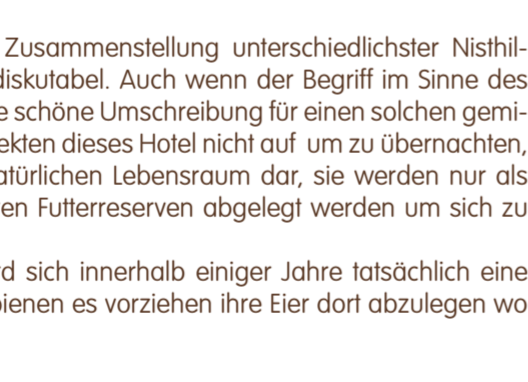 Zusammenstellung unterschiedlichster Nisthil-
diskutabel. Auch wenn der Begriff im Sinne des
e schöne Umschreibung für einen solchen gemi-
ekten dieses Hotel nicht auf um zu übernachten,
atürlichen Lebensraum dar, sie werden nur als
en Futterreserven abgelegt werden um sich zu
d sich innerhalb einiger Jahre tatsächlich eine
bienen es vorziehen ihre Eier dort abzulegen wo